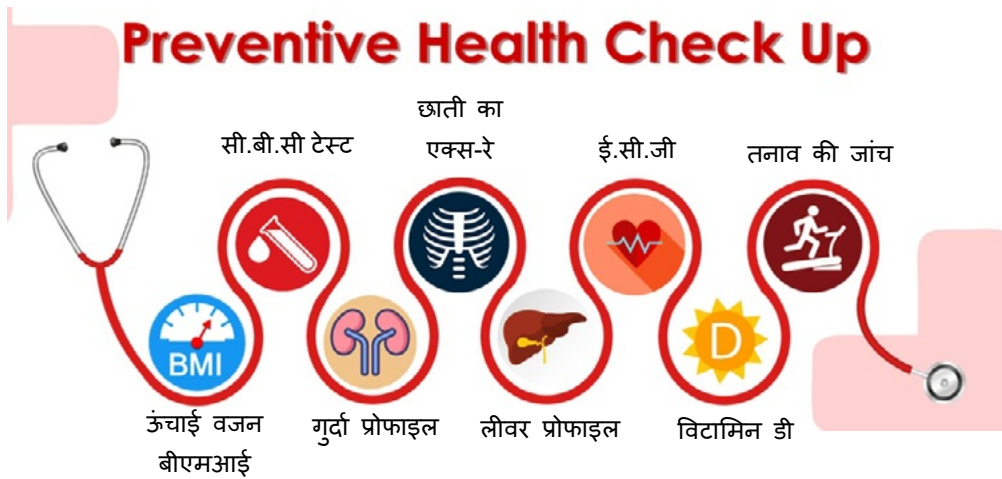 Preventive Health Check Up
सी.बी.सी टेस्ट
छाती का
एक्स-रे
ई.सी.जी
तनाव की जांच
BMI
D
ऊंचाई वजन
बीएमआई
गुर्दा प्रोफाइल
लीवर प्रोफाइल
विटामिन डी